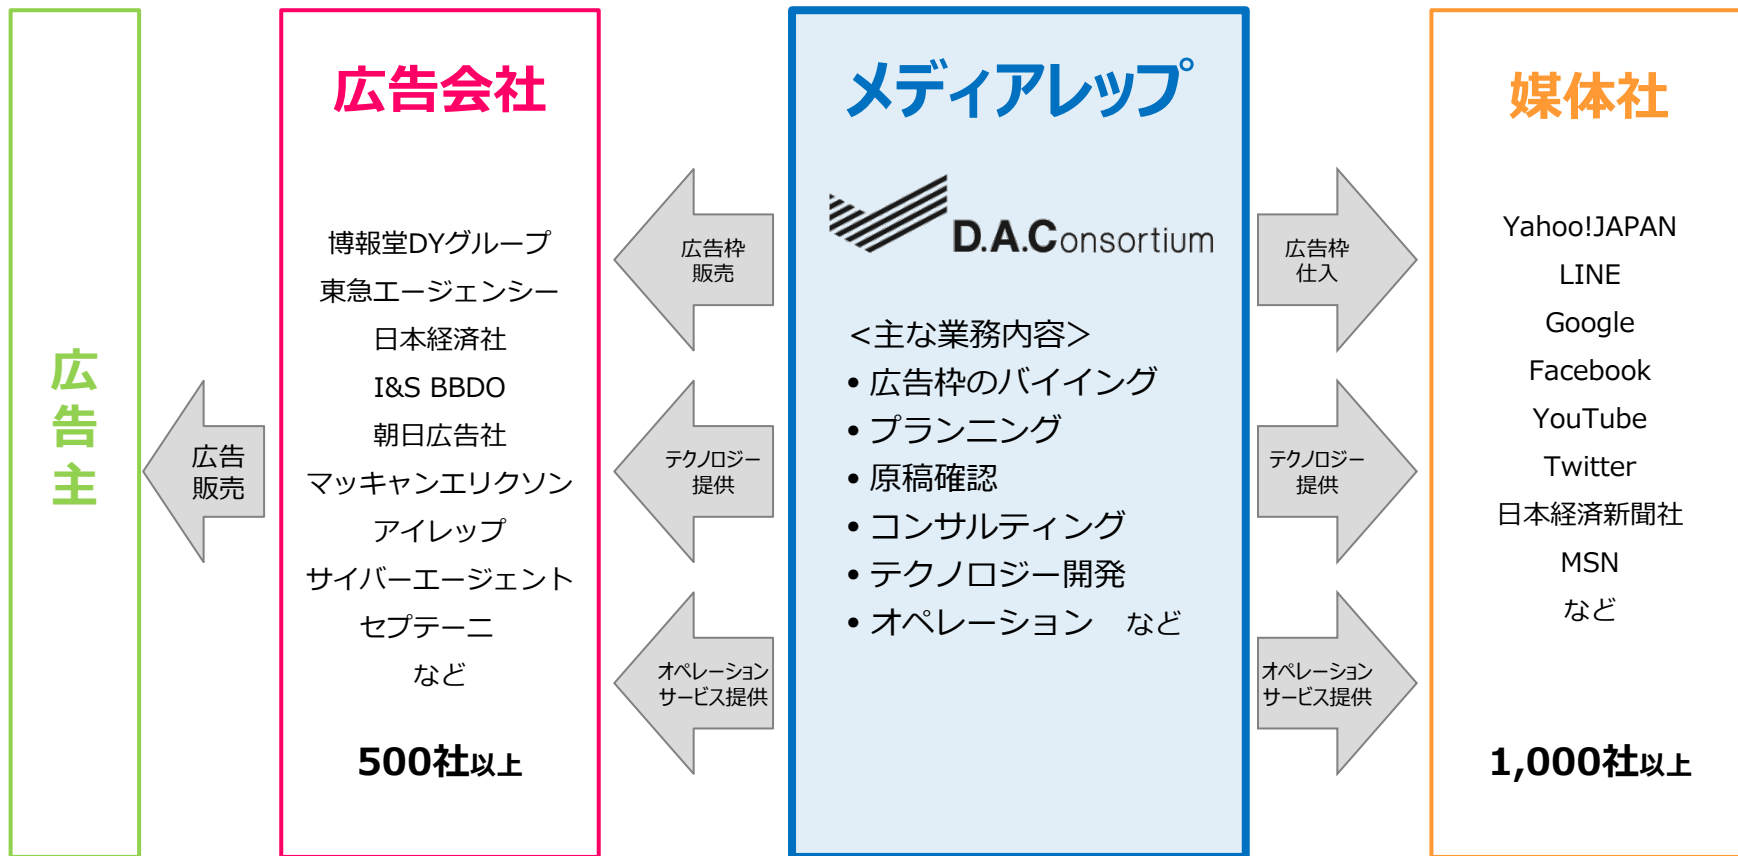 広告主
広告
販売
広告会社
博報堂DYグループ
東急エージェンシー
日本経済社
I&S BBDO
朝日広告社
マッキャンエリクソン
アイレップ
サイバーエージェント
セプテーニ
など
500社以上
広告枠
販売
テクノロジー
提供
オペレーション
サービス提供
メディアレップ
D.A.Consortium
<主な業務内容>
• 広告枠のバイイング
• プランニング
• 原稿確認
• コンサルティング
• テクノロジー開発
• オペレーション　など
広告枠
仕入
テクノロジー
提供
オペレーション
サービス提供
媒体社
Yahoo!JAPAN
LINE
Google
Facebook
YouTube
Twitter
日本経済新聞社
MSN
など
1,000社以上